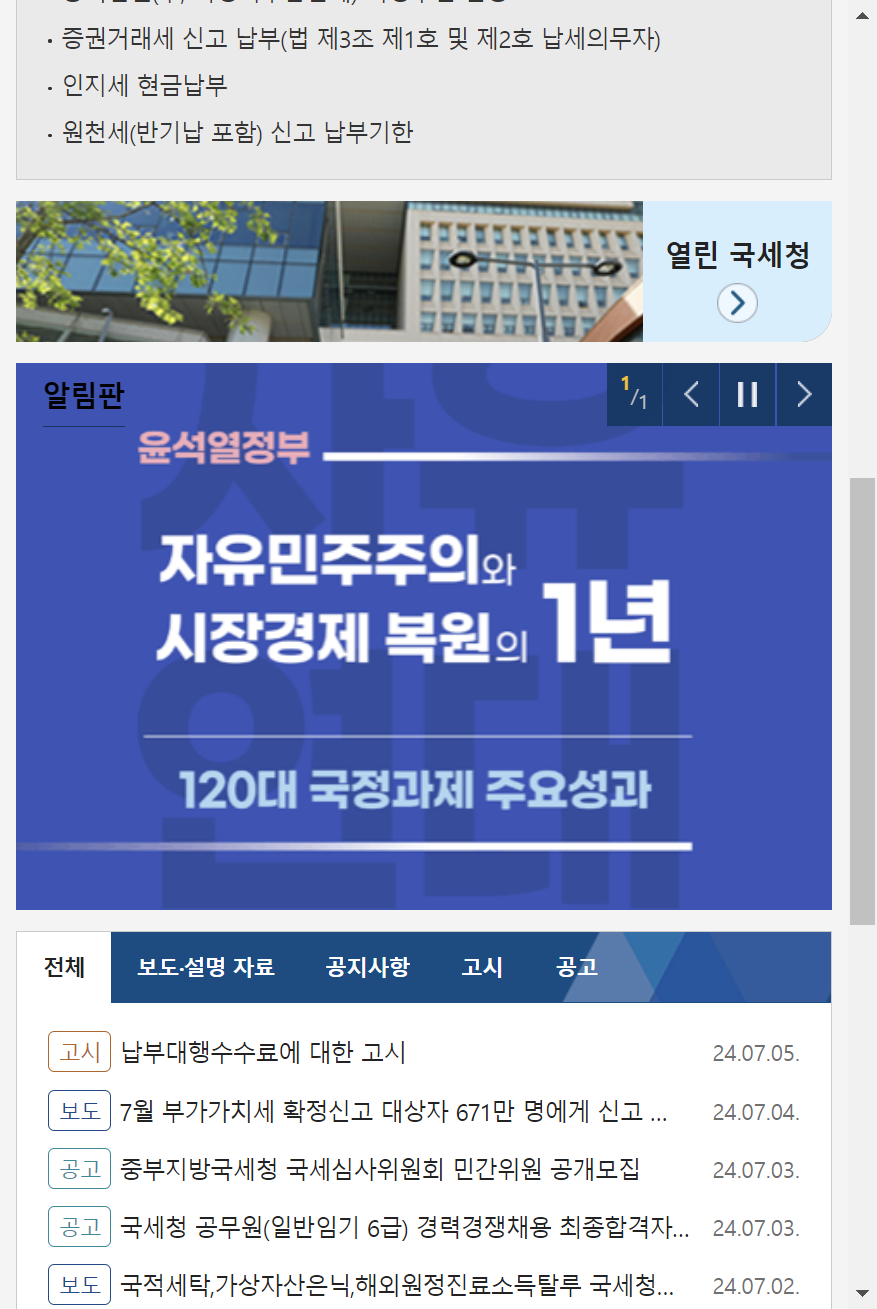 · 증권거래세 신고 납부(법 제3조 제1호 및 제2호 납세의무자)
· 인지세 현금납부
· 원천세(반기납 포함) 신고 납부기한
열린 국세청
알림판
1/1
윤석열정부
자유민주주의와
시장경제 복원의 1년
120대 국정과제 주요성과
자유
연대
전체 보도·설명 자료 공지사항 고시 공고
고시 납부대행수수료에 대한 고시 24.07.05.
보도 7월 부가가치세 확정신고 대상자 671만 명에게 신고 ... 24.07.04.
공고 중부지방국세청 국세심사위원회 민간위원 공개모집 24.07.03.
공고 국세청 공무원(일반임기 6급) 경력경쟁채용 최종합격자... 24.07.03.
보도 국적세탁,가상자산은닉,해외원정진료소득탈루 국세청... 24.07.02.